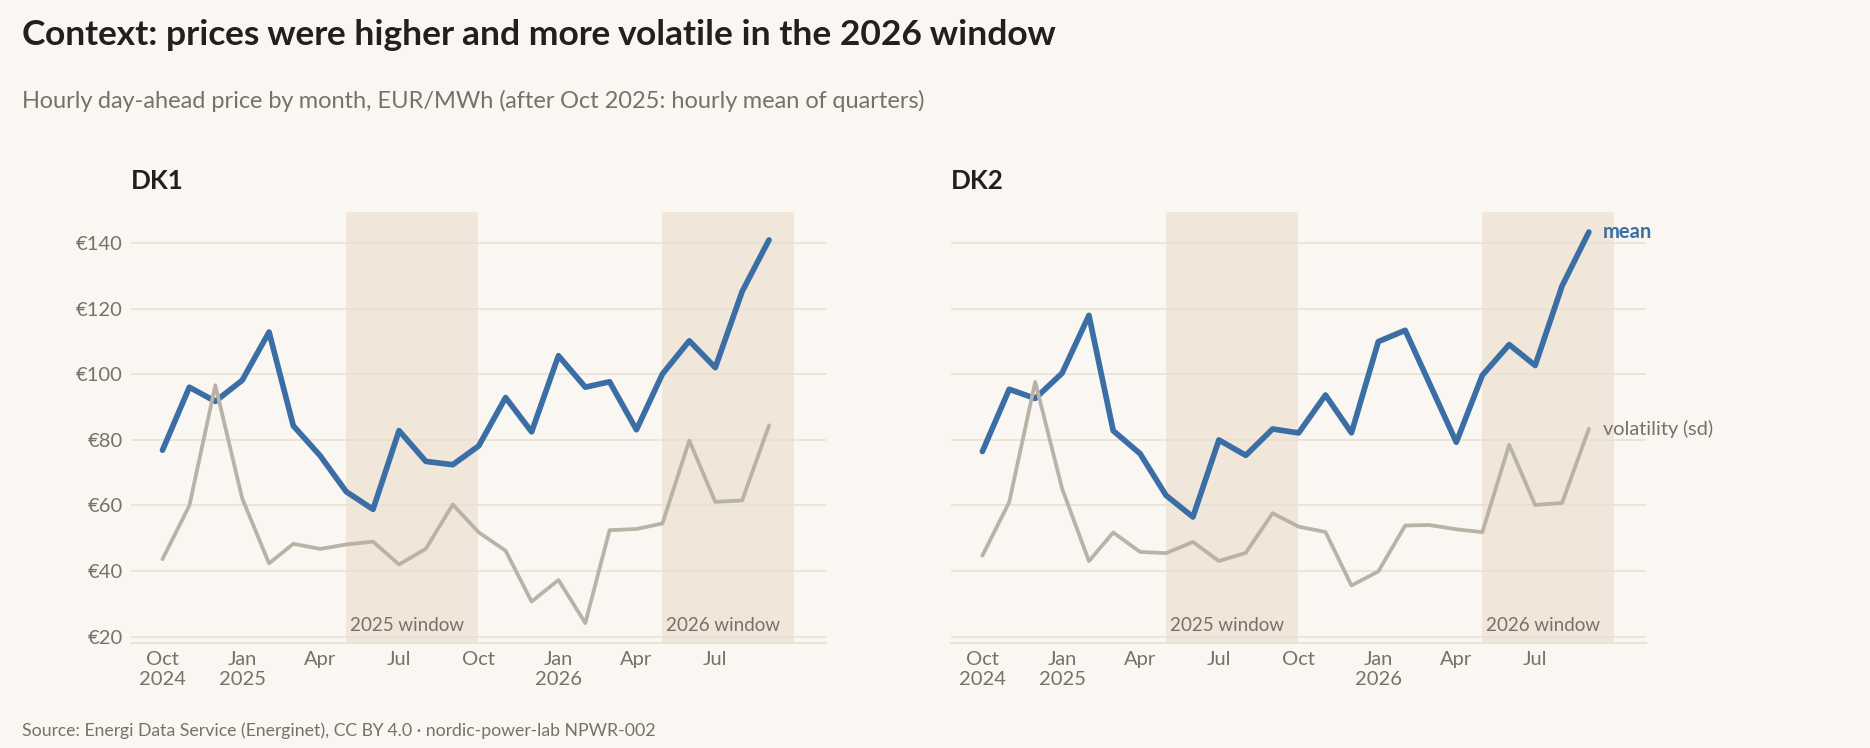 Context: prices were higher and more volatile in the 2026 window
Hourly day-ahead price by month, EUR/MWh (after Oct 2025: hourly mean of quarters)
DK1
€140
€120
€100
€80
€60
€40
€20
2025 window
2026 window
Oct Jan Apr Jul Oct Jan Apr Jul
2024 2025 2026
DK2
mean
volatility (sd)
2025 window
2026 window
Oct Jan Apr Jul Oct Jan Apr Jul
2024 2025 2026
Source: Energi Data Service (Energinet), CC BY 4.0 · nordic-power-lab NPWR-002